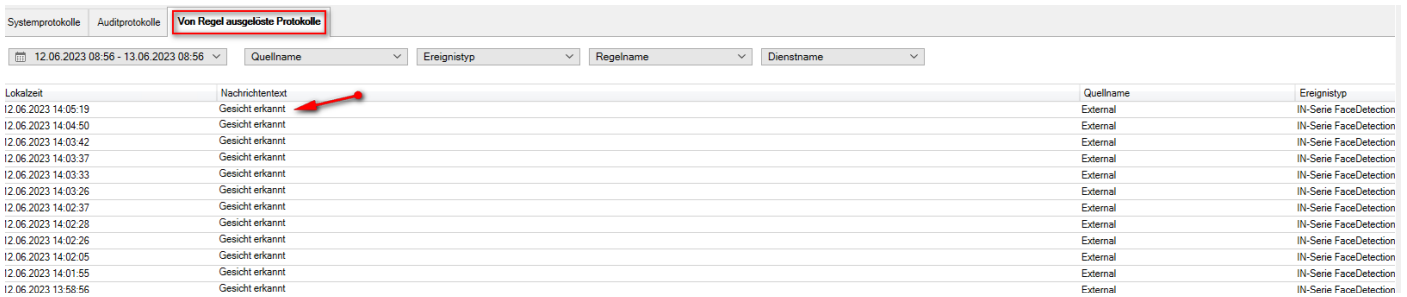 Systemprotokolle Auditprotokolle Von Regel ausgelöste Protokolle
12.06.2023 08:56 - 13.06.2023 08:56 Quellname Ereignistyp Regelname Dienstname
Lokalzeit Nachrichtentext Quellname Ereignistyp
12.06.2023 14:05:19 Gesicht erkannt External IN-Serie FaceDetection
12.06.2023 14:04:50 Gesicht erkannt External IN-Serie FaceDetection
12.06.2023 14:03:42 Gesicht erkannt External IN-Serie FaceDetection
12.06.2023 14:03:37 Gesicht erkannt External IN-Serie FaceDetection
12.06.2023 14:03:33 Gesicht erkannt External IN-Serie FaceDetection
12.06.2023 14:03:26 Gesicht erkannt External IN-Serie FaceDetection
12.06.2023 14:02:37 Gesicht erkannt External IN-Serie FaceDetection
12.06.2023 14:02:28 Gesicht erkannt External IN-Serie FaceDetection
12.06.2023 14:02:26 Gesicht erkannt External IN-Serie FaceDetection
12.06.2023 14:02:05 Gesicht erkannt External IN-Serie FaceDetection
12.06.2023 14:01:55 Gesicht erkannt External IN-Serie FaceDetection
12.06.2023 13:58:56 Gesicht erkannt External IN-Serie FaceDetection